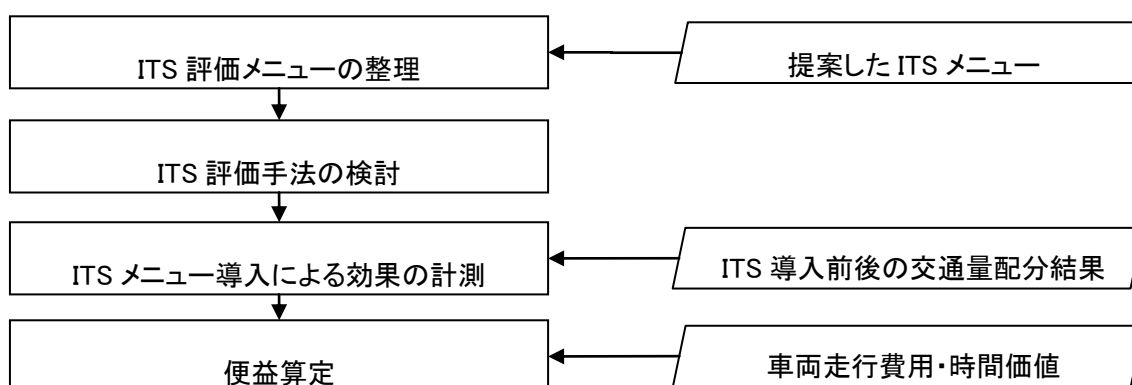 ITS 評価メニューの整理
提案した ITS メニュー
ITS 評価手法の検討
ITS メニュー導入による効果の計測
ITS 導入前後の交通量配分結果
便益算定
車両走行費用・時間価値